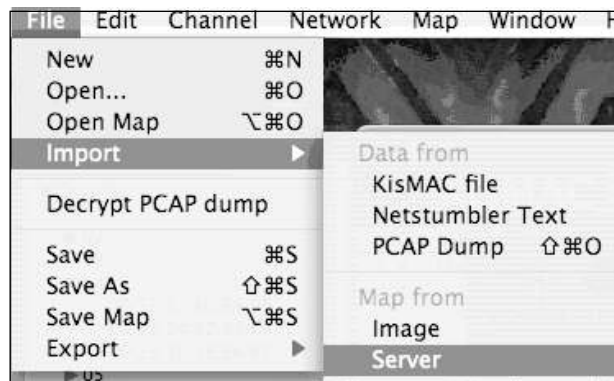 File Edit Channel Network Map Window
New ⌘N
Open... ⌘O
Open Map ⌥⌘O
Import ▶
Decrypt PCAP dump
Save ⌘S
Save As ⇧⌘S
Save Map ⌥⌘S
Export ▶
Data from
KisMAC file
Netstumbler Text
PCAP Dump ⇧⌘O
Map from
Image
Server